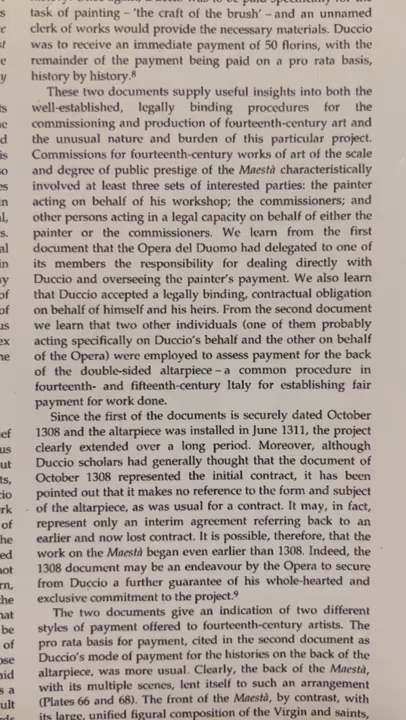 task of painting – 'the craft of the brush' – and an unnamed
clerk of works would provide the necessary materials. Duccio
was to receive an immediate payment of 50 florins, with the
remainder of the payment being paid on a pro rata basis,
history by history.⁸
These two documents supply useful insights into both the
well-established, legally binding procedures for the
commissioning and production of fourteenth-century art and
the unusual nature and burden of this particular project.
Commissions for fourteenth-century works of art of the scale
and degree of public prestige of the Maestà characteristically
involved at least three sets of interested parties: the painter
acting on behalf of his workshop; the commissioners; and
other persons acting in a legal capacity on behalf of either the
painter or the commissioners. We learn from the first
document that the Opera del Duomo had delegated to one of
its members the responsibility for dealing directly with
Duccio and overseeing the painter's payment. We also learn
that Duccio accepted a legally binding, contractual obligation
on behalf of himself and his heirs. From the second document
we learn that two other individuals (one of them probably
acting specifically on Duccio's behalf and the other on behalf
of the Opera) were employed to assess payment for the back
of the double-sided altarpiece – a common procedure in
fourteenth- and fifteenth-century Italy for establishing fair
payment for work done.
Since the first of the documents is securely dated October
1308 and the altarpiece was installed in June 1311, the project
clearly extended over a long period. Moreover, although
Duccio scholars had generally thought that the document of
October 1308 represented the initial contract, it has been
pointed out that it makes no reference to the form and subject
of the altarpiece, as was usual for a contract. It may, in fact,
represent only an interim agreement referring back to an
earlier and now lost contract. It is possible, therefore, that the
work on the Maestà began even earlier than 1308. Indeed, the
1308 document may be an endeavour by the Opera to secure
from Duccio a further guarantee of his whole-hearted and
exclusive commitment to the project.⁹
The two documents give an indication of two different
styles of payment offered to fourteenth-century artists. The
pro rata basis for payment, cited in the second document as
Duccio's mode of payment for the histories on the back of the
altarpiece, was more usual. Clearly, the back of the Maestà,
with its multiple scenes, lent itself to such an arrangement
(Plates 66 and 68). The front of the Maestà, by contrast, with
its large, unified figural composition of the Virgin and saints,